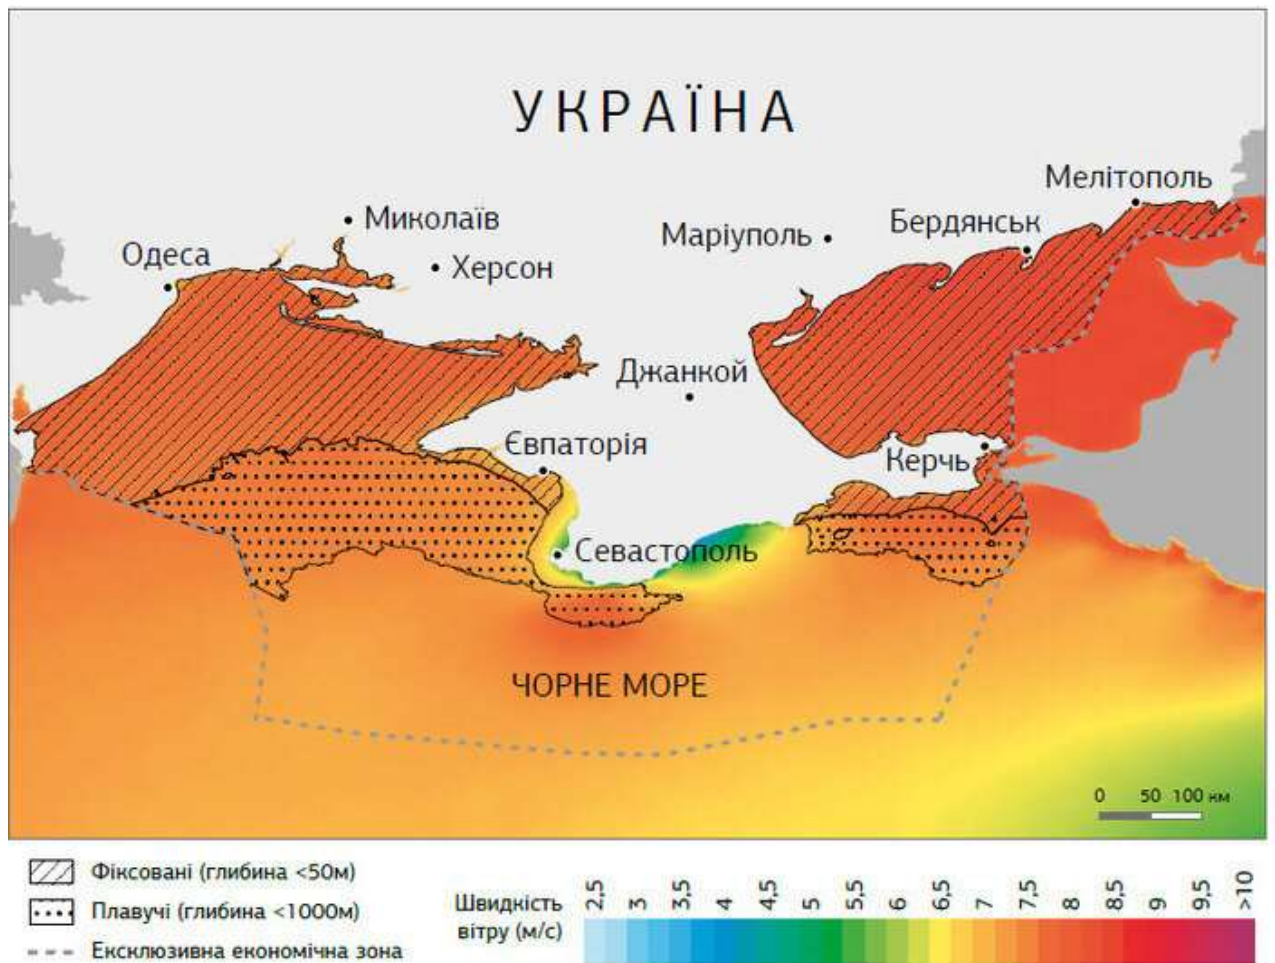 УКРАЇНА
Мелітополь
Миколаїв
Маріуполь
Бердянськ
Одеса
Херсон
Джанкой
Євпаторія
Керчь
Севастополь
ЧОРНЕ МОРЕ
0 50 100 км
Фіксовані (глибина <50м)
Плавучі (глибина <1000м)
Ексклюзивна економічна зона
Швидкість
вітру (м/с)
2,5 3 3,5 4 4,5 5 5,5 6 6,5 7 7,5 8 8,5 9 9,5 >10